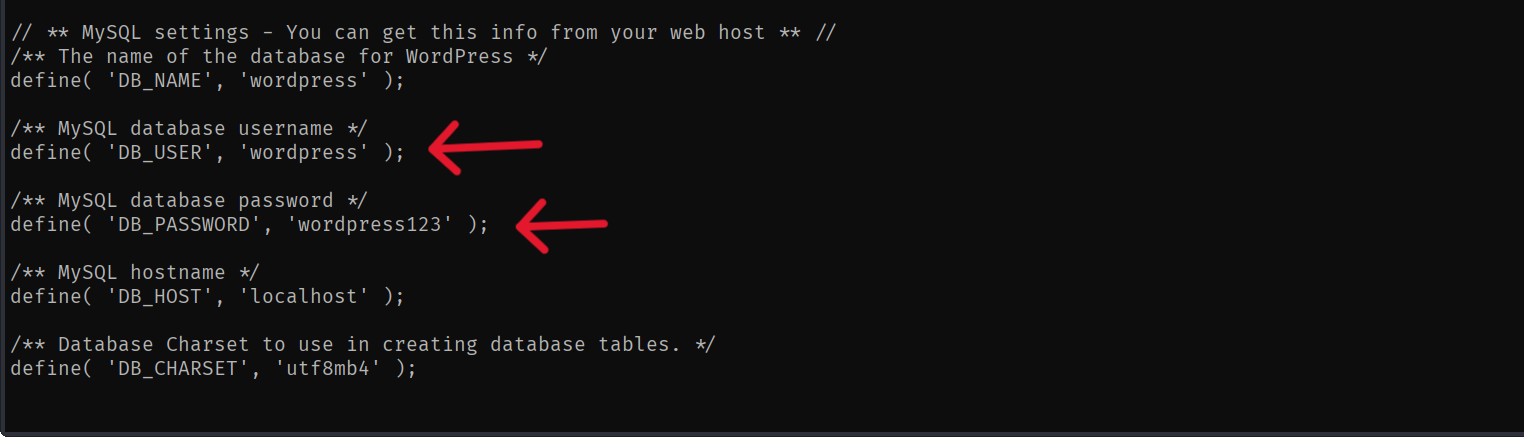 // ** MySQL settings - You can get this info from your web host ** //
/** The name of the database for WordPress */
define( 'DB_NAME', 'wordpress' );
/** MySQL database username */
define( 'DB_USER', 'wordpress' );
/** MySQL database password */
define( 'DB_PASSWORD', 'wordpress123' );
/** MySQL hostname */
define( 'DB_HOST', 'localhost' );
/** Database Charset to use in creating database tables. */
define( 'DB_CHARSET', 'utf8mb4' );